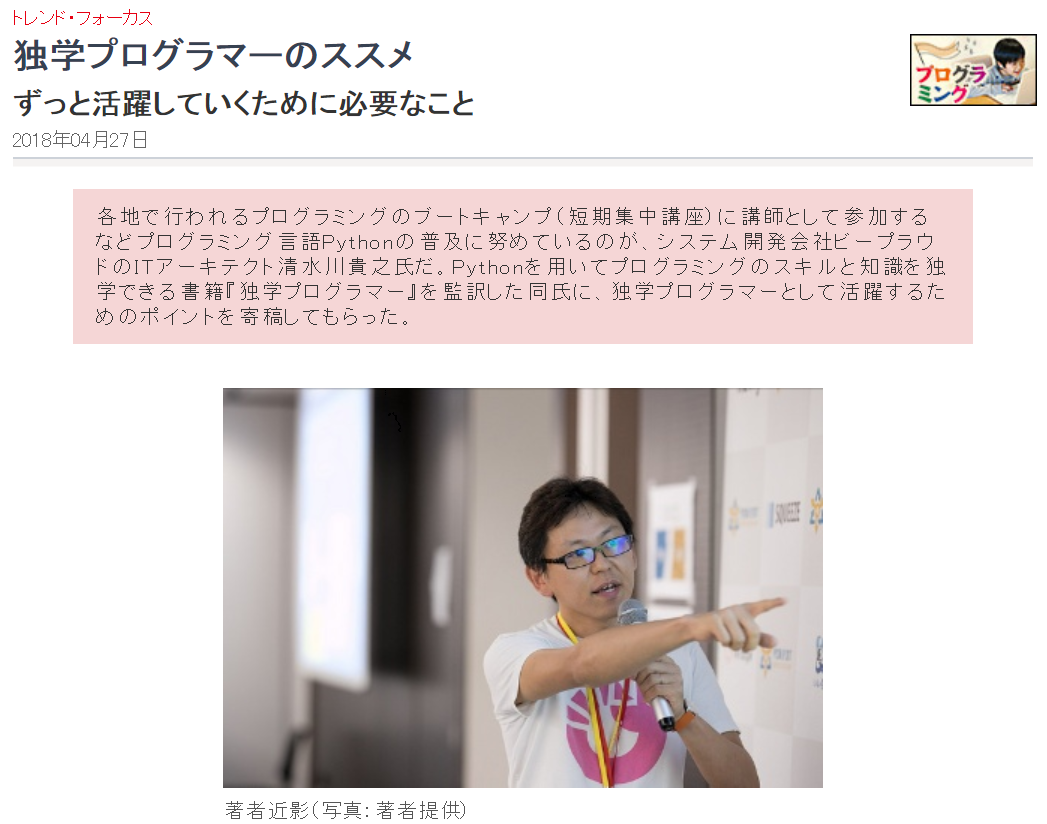 トレンド・フォーカス
独学プログラマーのススメ
ずっと活躍していくために必要なこと
2018年04月27日
プログラ
ミング
各地で行われるプログラミングのブートキャンプ（短期集中講座）に講師として参加する
などプログラミング言語Pythonの普及に努めているのが、システム開発会社ビープラウ
ドのITアーキテクト清水川貴之氏だ。Pythonを用いてプログラミングのスキルと知識を独
学できる書籍『独学プログラマー』を監訳した同氏に、独学プログラマーとして活躍するた
めのポイントを寄稿してもらった。
SQUEEZE
著者近影（写真：著者提供）